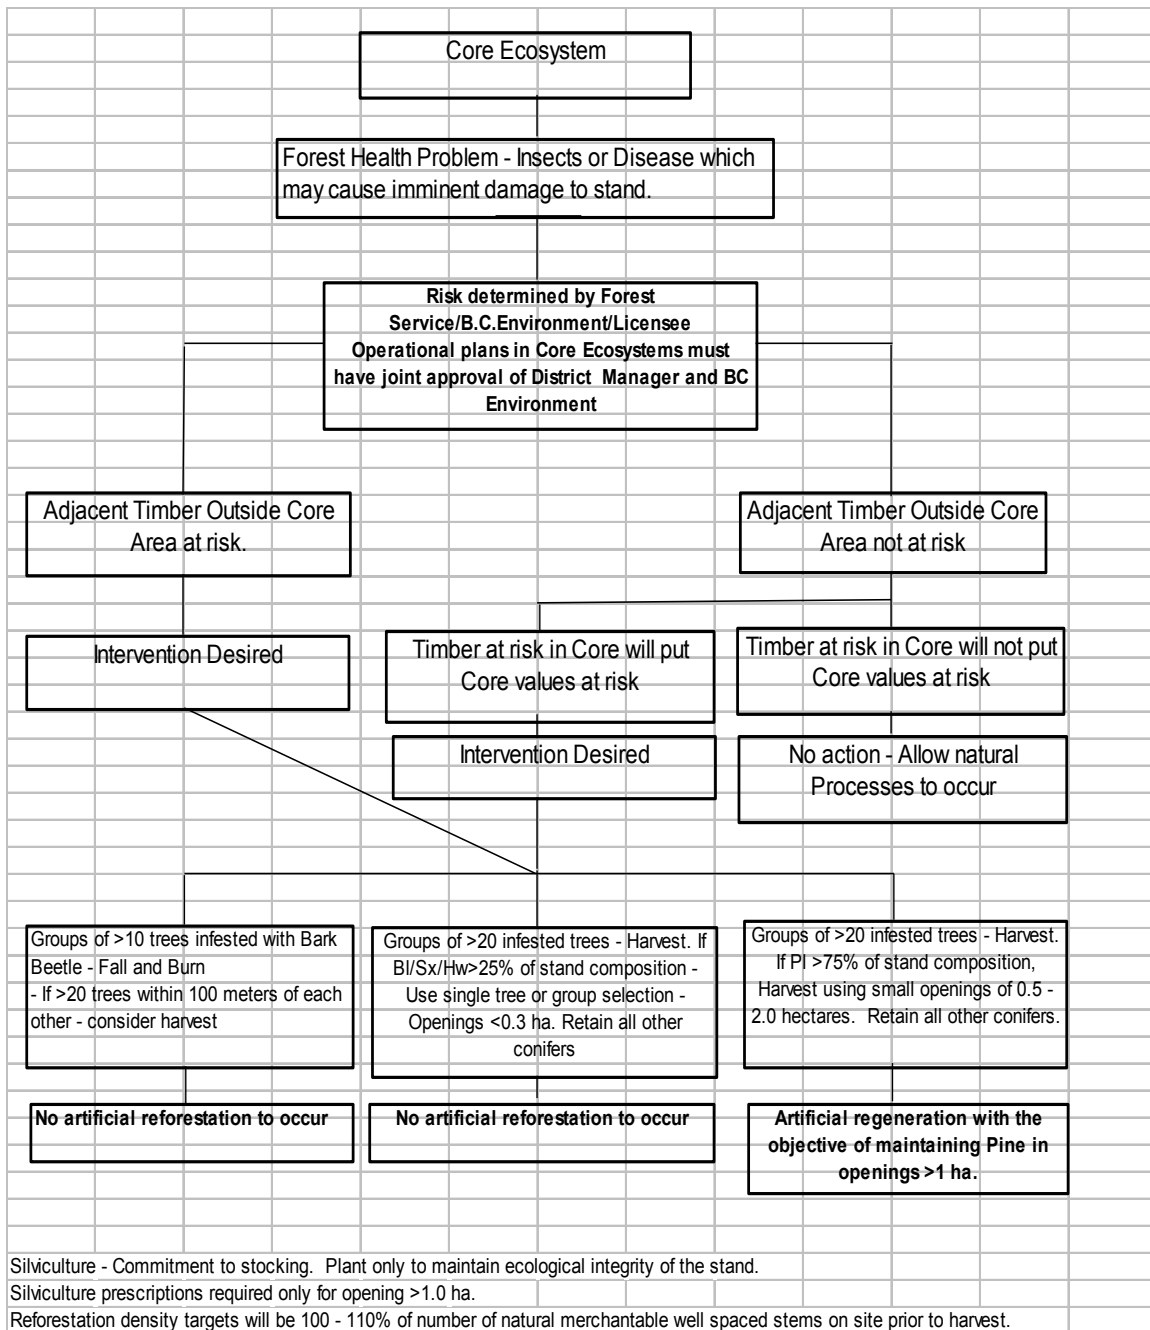 Core Ecosystem
Forest Health Problem - Insects or Disease which
may cause imminent damage to stand.
Risk determined by Forest
Service/B.C.Environment/Licensee
Operational plans in Core Ecosystems must
have joint approval of District Manager and BC
Environment
Adjacent Timber Outside Core
Area at risk.
Adjacent Timber Outside Core
Area not at risk
Intervention Desired
Timber at risk in Core will put
Core values at risk
Timber at risk in Core will not put
Core values at risk
Intervention Desired
No action - Allow natural
Processes to occur
Groups of >10 trees infested with Bark
Beetle - Fall and Burn
- If >20 trees within 100 meters of each
other - consider harvest
Groups of >20 infested trees - Harvest. If
Bl/Sx/Hw>25% of stand composition -
Use single tree or group selection -
Openings <0.3 ha. Retain all other
conifers
Groups of >20 infested trees - Harvest.
If Pl >75% of stand composition,
Harvest using small openings of 0.5 -
2.0 hectares. Retain all other conifers.
No artificial reforestation to occur
No artificial reforestation to occur
Artificial regeneration with the
objective of maintaining Pine in
openings >1 ha.
Silviculture - Commitment to stocking. Plant only to maintain ecological integrity of the stand.
Silviculture prescriptions required only for opening >1.0 ha.
Reforestation density targets will be 100 - 110% of number of natural merchantable well spaced stems on site prior to harvest.